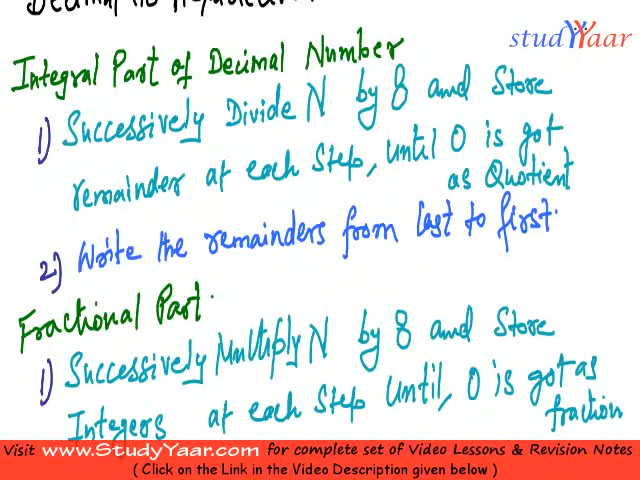 Decimal to
studYYaar
Integral Part of Decimal Number
1) Successively Divide N by 8 and Store
remainder at each Step, until 0 is got
as Quotient
2) Write the remainders from last to first.
Fractional Part.
1) Successively Multiply N by 8 and Store
Integers at each Step Until, 0 is got as
fraction
Visit www.StudyYaar.com for complete set of Video Lessons & Revision Notes
( Click on the Link in the Video Description given below )